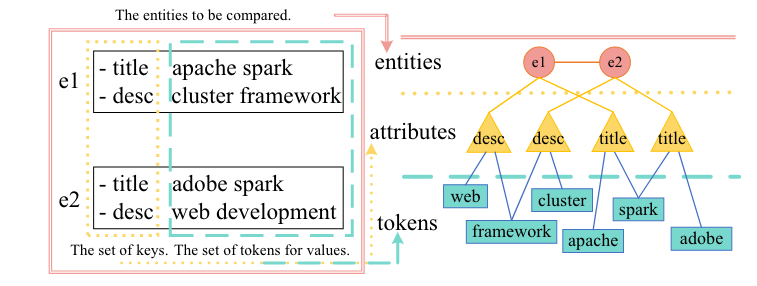 The entities to be compared.
e1
- title apache spark
- desc cluster framework
e2
- title adobe spark
- desc web development
The set of keys. The set of tokens for values.
entities
attributes
tokens
e1 e2
desc desc title title
web
cluster
spark
framework
apache
adobe